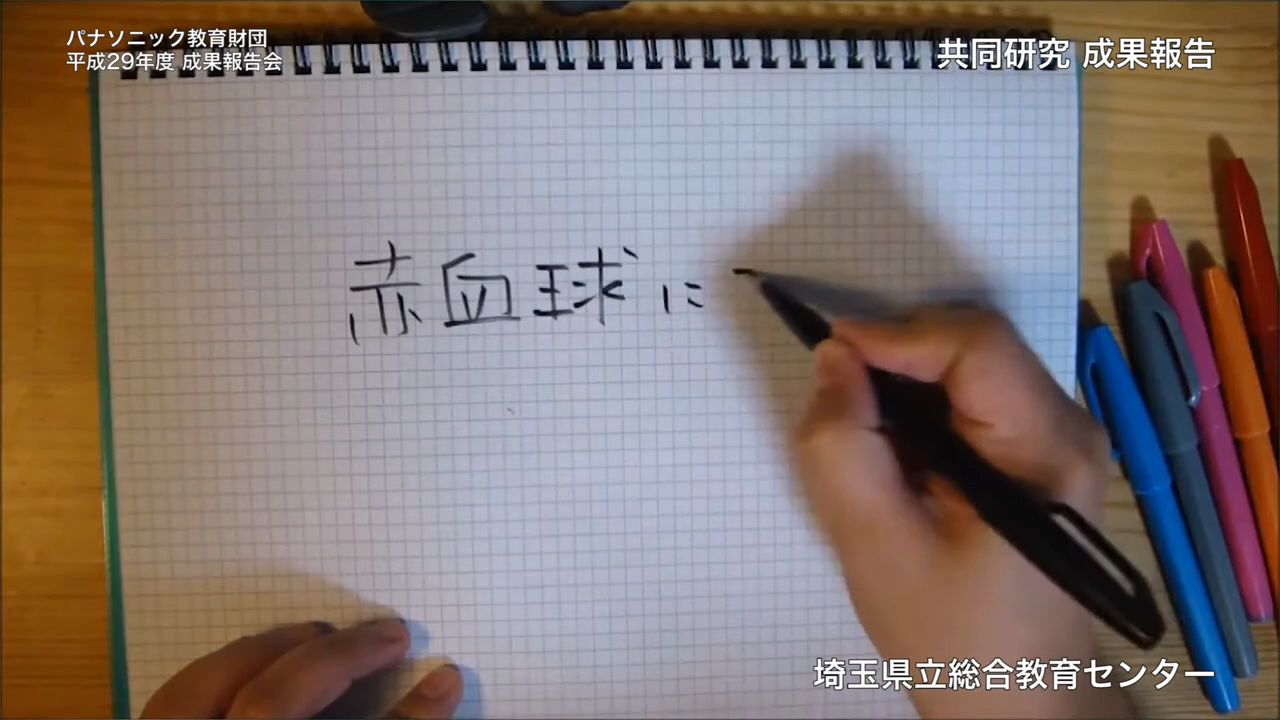 パナソニック教育財団
平成29年度 成果報告会
共同研究 成果報告
赤血球に
埼玉県立総合教育センター